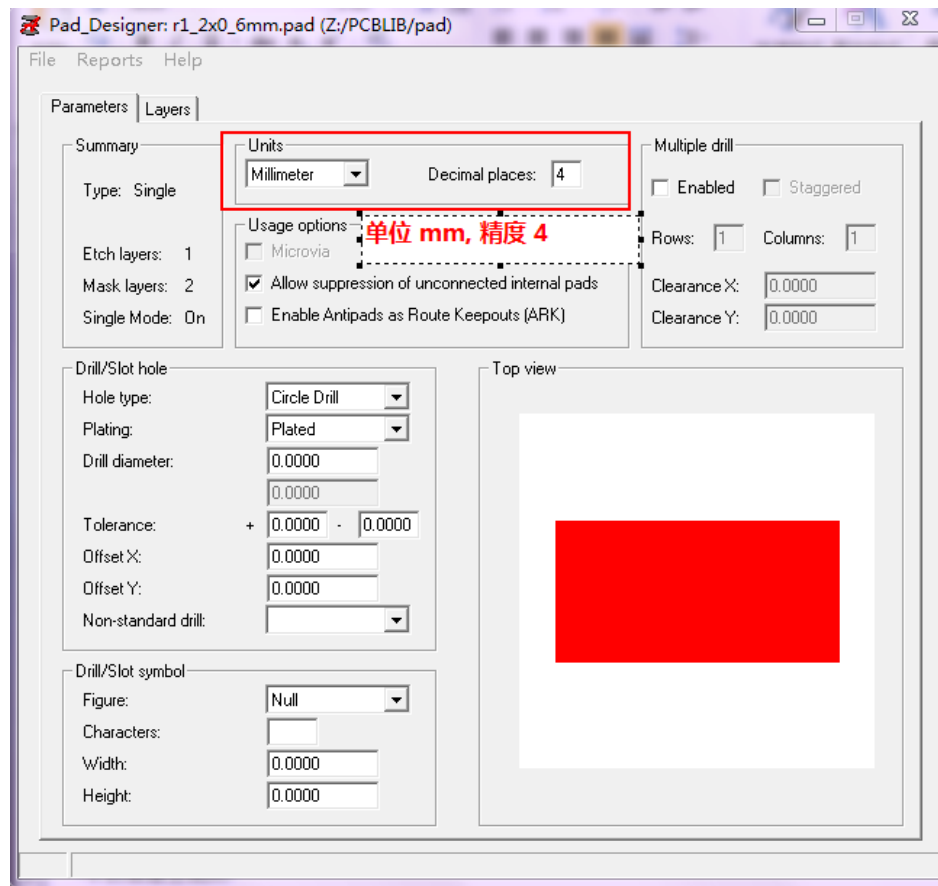 Pad_Designer: r1_2x0_6mm.pad (Z:/PCBLIB/pad)
File Reports Help
Parameters Layers
Summary
Type: Single
Etch layers: 1
Mask layers: 2
Single Mode: On
Units
Millimeter Decimal places: 4
Usage options
单位 mm, 精度 4
Microvia
Allow suppression of unconnected internal pads
Enable Antipads as Route Keepouts (ARK)
Multiple drill
Enabled Staggered
Rows: 1 Columns: 1
Clearance X: 0.0000
Clearance Y: 0.0000
Drill/Slot hole
Hole type: Circle Drill
Plating: Plated
Drill diameter: 0.0000
0.0000
Tolerance: + 0.0000 - 0.0000
Offset X: 0.0000
Offset Y: 0.0000
Non-standard drill:
Drill/Slot symbol
Figure: Null
Characters:
Width: 0.0000
Height: 0.0000
Top view